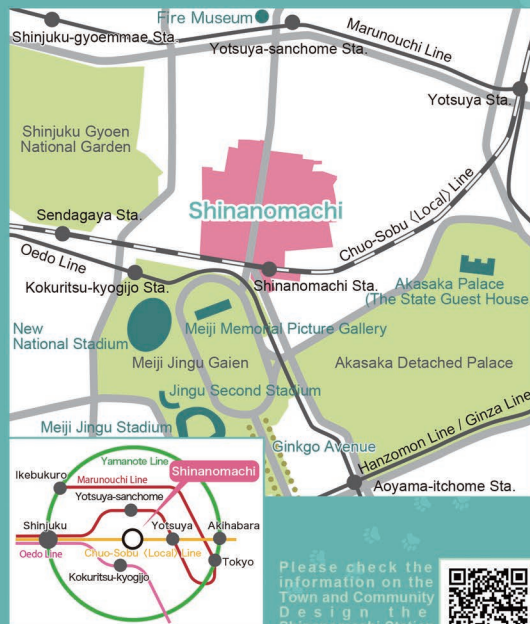 Fire Museum
Marunouchi Line
Shinjuku-gyoemmae Sta.
Yotsuya-sanchome Sta.
Yotsuya Sta.
Shinjuku Gyoen
National Garden
Shinanomachi
Chuo-Sobu 〈Local〉 Line
Sendagaya Sta.
Oedo Line
Kokuritsu-kyogijo Sta.
Shinanomachi Sta.
Akasaka Palace
(The State Guest House)
New
National Stadium
Meiji Memorial Picture Gallery
Meiji Jingu Gaien
Akasaka Detached Palace
Jingu Second Stadium
Meiji Jingu Stadium
Ginkgo Avenue
Hanzomon Line / Ginza Line
Aoyama-itchome Sta.
Yamanote Line
Shinanomachi
Ikebukuro
Marunouchi Line
Yotsuya-sanchome
Shinjuku
Yotsuya
Akihabara
Oedo Line
Chuo-Sobu 〈Local〉 Line
Tokyo
Kokuritsu-kyogijo
Please check the
information on the
Town and Community
Design the